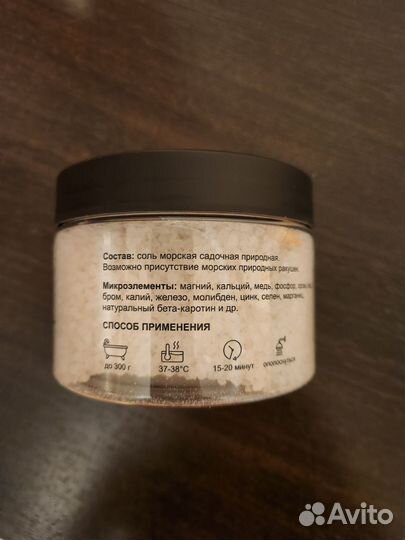 Состав: соль морская садочная природная.
Возможно присутствие морских природных ракушек.
Микроэлементы: магний, кальций, медь, фосфор,
бром, калий, железо, молибден, цинк, селен, марганец,
натуральный бета-каротин и др.
СПОСОБ ПРИМЕНЕНИЯ
до 300 г 37-38°C 15-20 минут ополоснуться
Avito